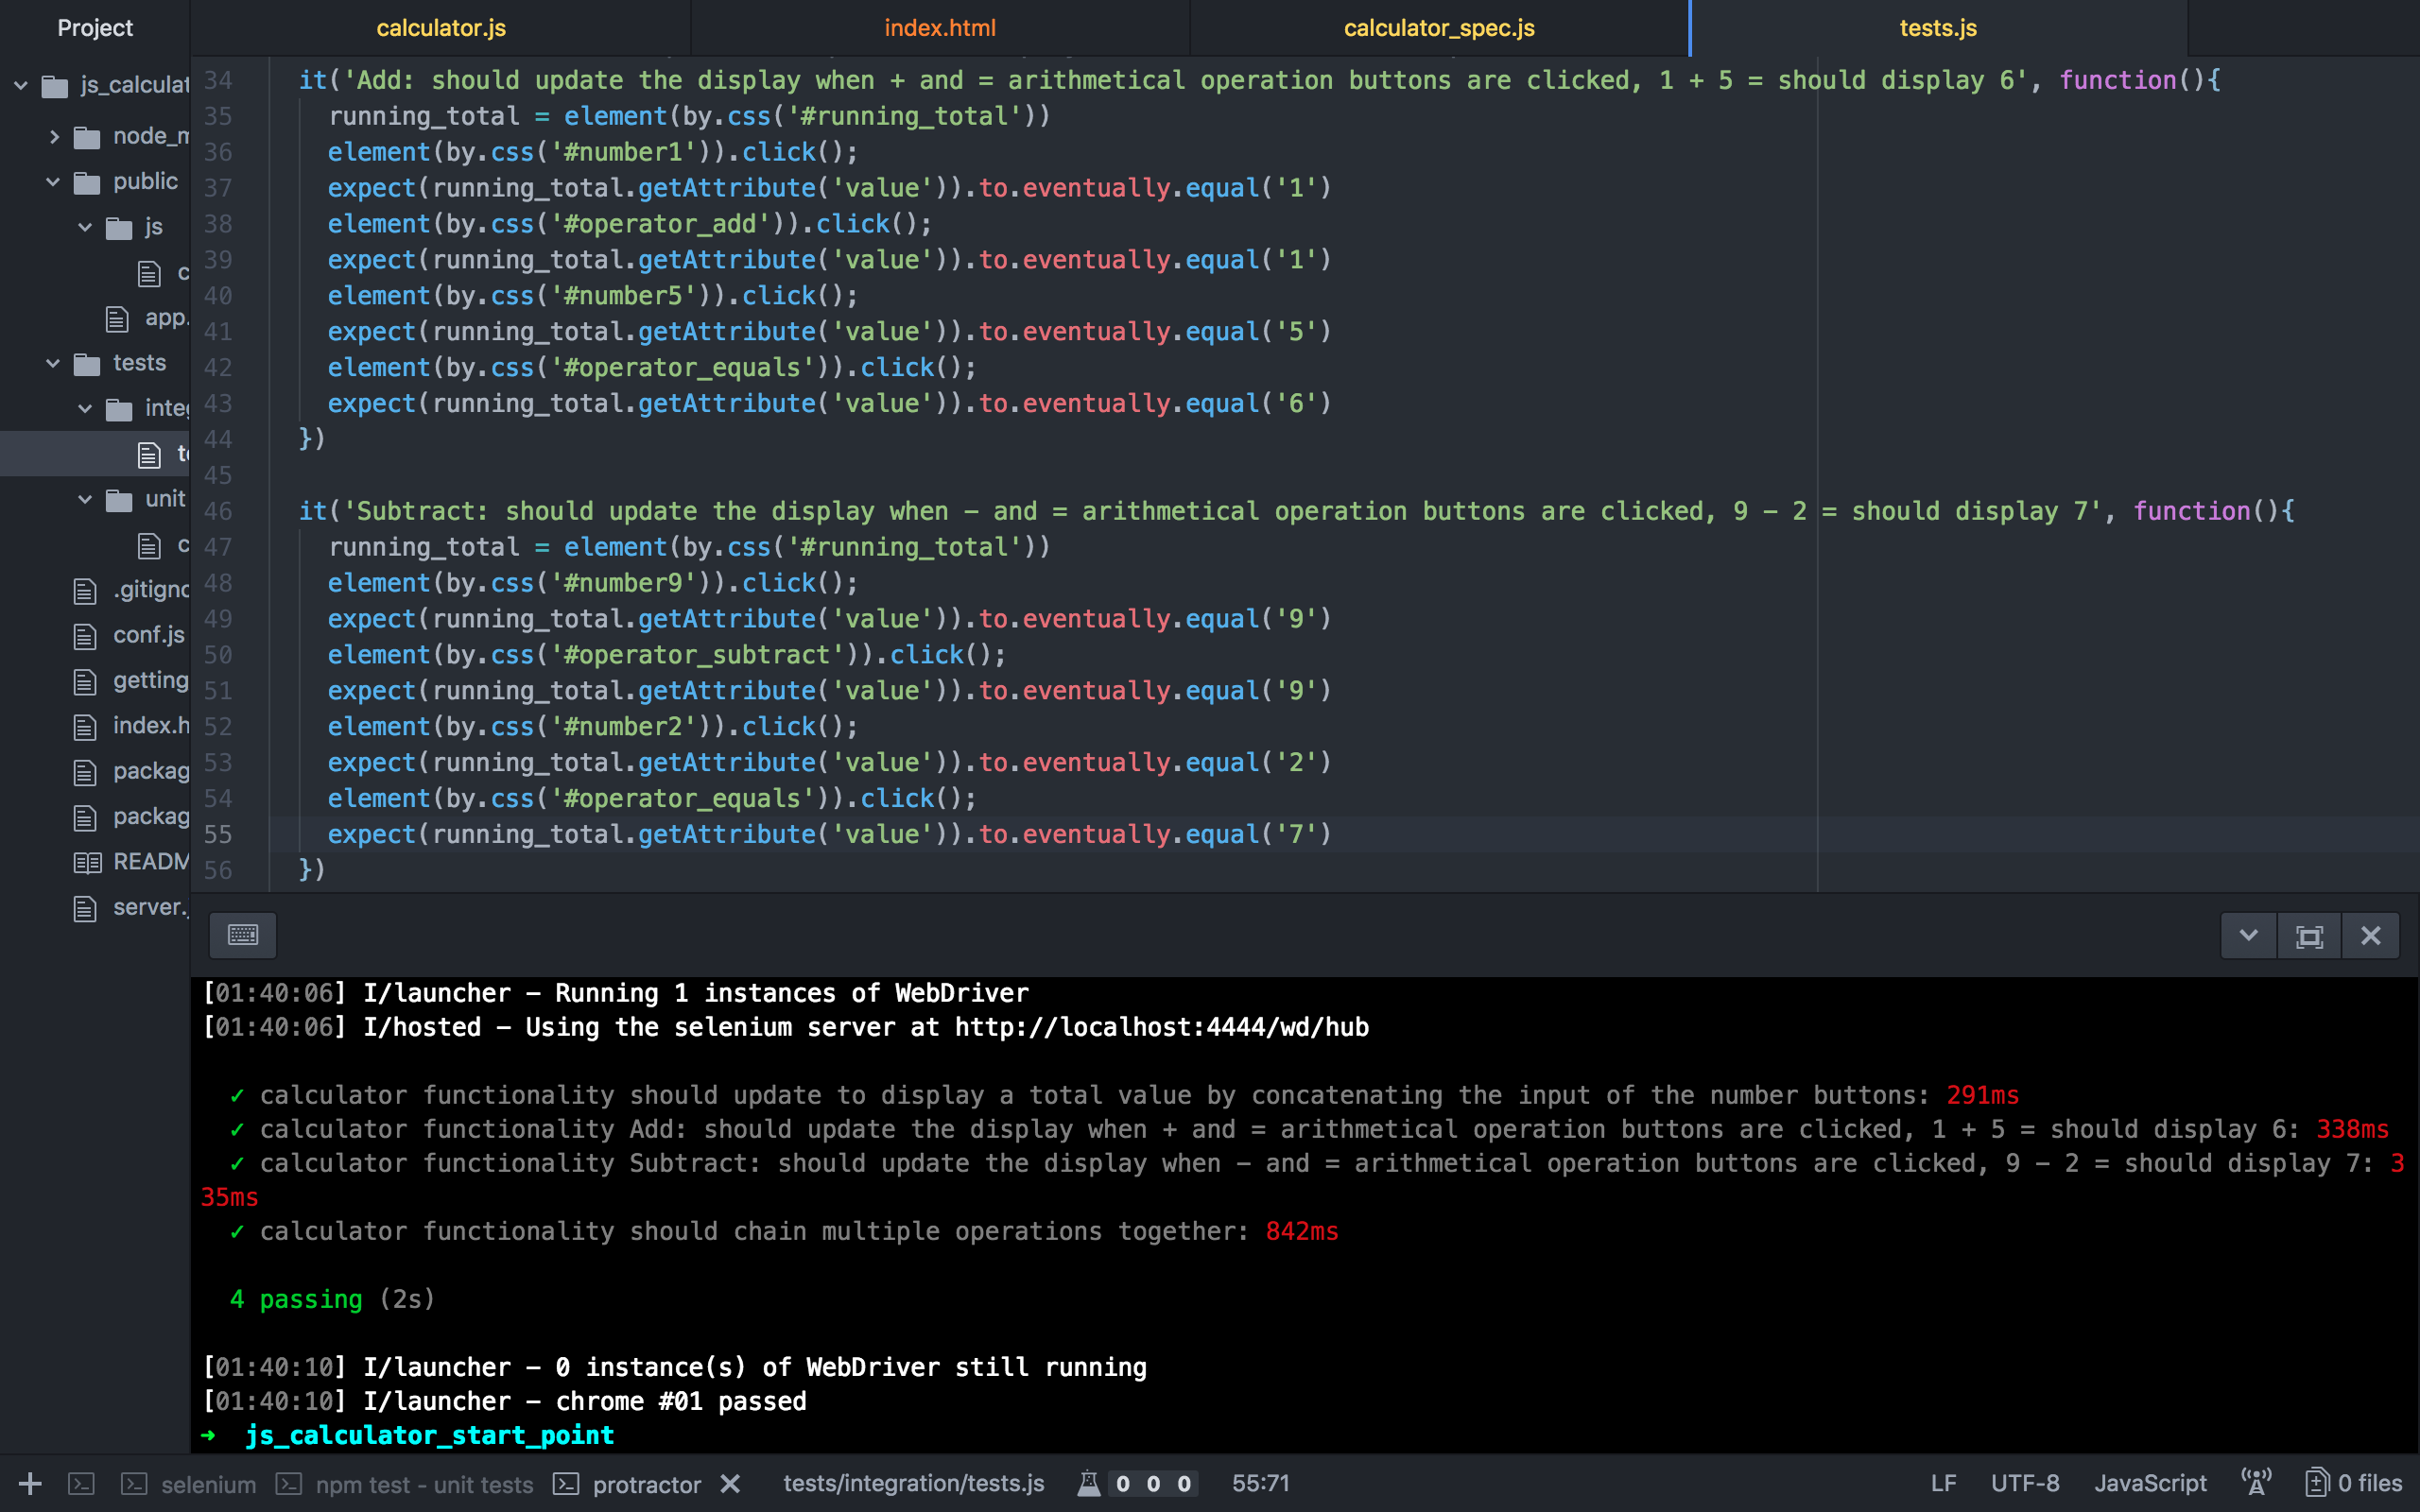 Project
calculator.js
index.html
calculator_spec.js
tests.js
js_calculat
node_m
public
js
c
app.
tests
integ
te
unit
c
.gitigno
conf.js
getting
index.h
packag
packag
READM
server.j
34 it('Add: should update the display when + and = arithmetical operation buttons are clicked, 1 + 5 = should display 6', function(){
35 running_total = element(by.css('#running_total'))
36 element(by.css('#number1')).click();
37 expect(running_total.getAttribute('value')).to.eventually.equal('1')
38 element(by.css('#operator_add')).click();
39 expect(running_total.getAttribute('value')).to.eventually.equal('1')
40 element(by.css('#number5')).click();
41 expect(running_total.getAttribute('value')).to.eventually.equal('5')
42 element(by.css('#operator_equals')).click();
43 expect(running_total.getAttribute('value')).to.eventually.equal('6')
44 })
45
46 it('Subtract: should update the display when - and = arithmetical operation buttons are clicked, 9 - 2 = should display 7', function(){
47 running_total = element(by.css('#running_total'))
48 element(by.css('#number9')).click();
49 expect(running_total.getAttribute('value')).to.eventually.equal('9')
50 element(by.css('#operator_subtract')).click();
51 expect(running_total.getAttribute('value')).to.eventually.equal('9')
52 element(by.css('#number2')).click();
53 expect(running_total.getAttribute('value')).to.eventually.equal('2')
54 element(by.css('#operator_equals')).click();
55 expect(running_total.getAttribute('value')).to.eventually.equal('7')
56 })
[01:40:06] I/launcher - Running 1 instances of WebDriver
[01:40:06] I/hosted - Using the selenium server at http://localhost:4444/wd/hub
✓ calculator functionality should update to display a total value by concatenating the input of the number buttons: 291ms
✓ calculator functionality Add: should update the display when + and = arithmetical operation buttons are clicked, 1 + 5 = should display 6: 338ms
✓ calculator functionality Subtract: should update the display when - and = arithmetical operation buttons are clicked, 9 - 2 = should display 7: 3
35ms
✓ calculator functionality should chain multiple operations together: 842ms
4 passing (2s)
[01:40:10] I/launcher - 0 instance(s) of WebDriver still running
[01:40:10] I/launcher - chrome #01 passed
➜ js_calculator_start_point
selenium
npm test - unit tests
protractor
tests/integration/tests.js
0 0 0
55:71
LF
UTF-8
JavaScript
0 files